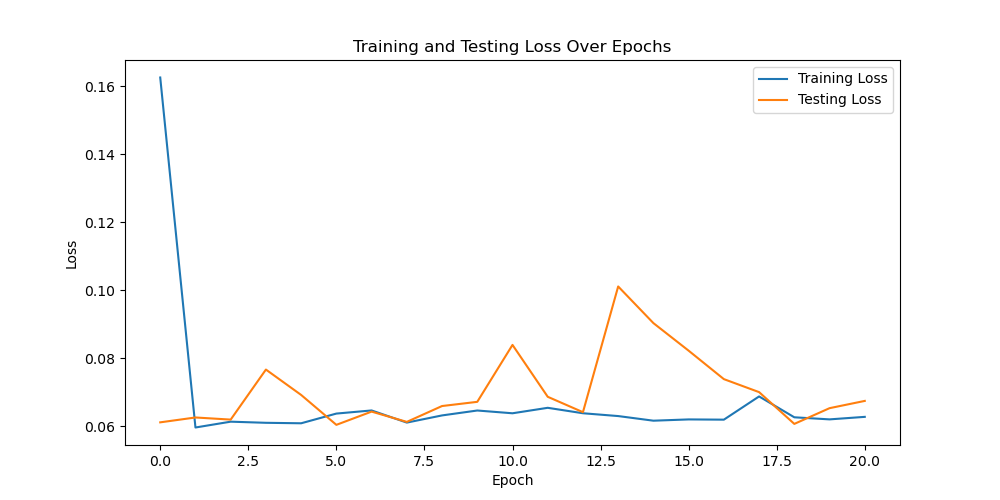 Training and Testing Loss Over Epochs
Training Loss
Testing Loss
0.16
0.14
0.12
0.10
0.08
0.06
Loss
0.0 2.5 5.0 7.5 10.0 12.5 15.0 17.5 20.0
Epoch